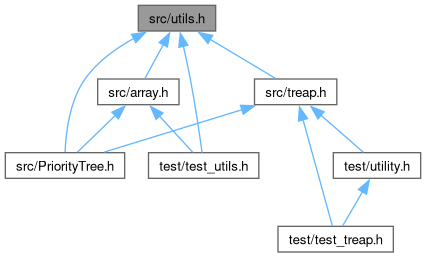 src/utils.h
src/array.h
src/treap.h
src/PriorityTree.h
test/test_utils.h
test/utility.h
test/test_treap.h